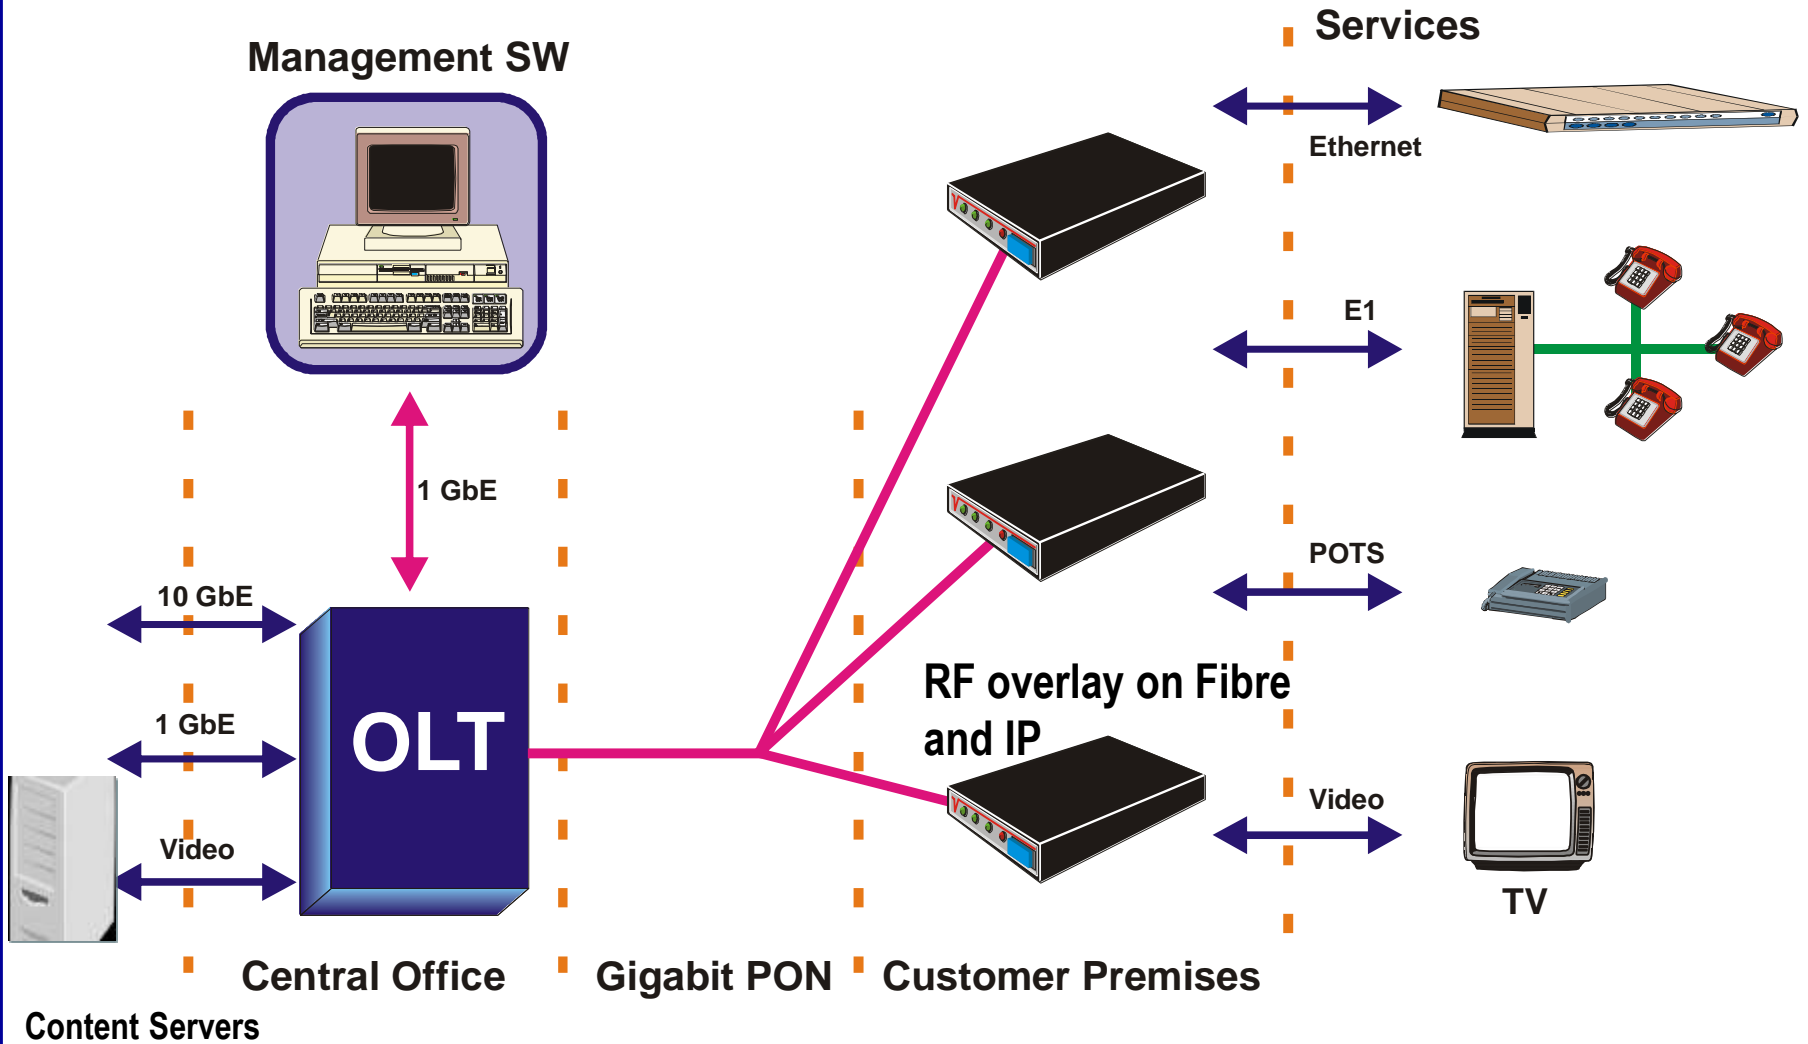 Services
Management SW
Ethernet
E1
1 GbE
POTS
10 GbE
RF overlay on Fibre
and IP
1 GbE
OLT
Video
Video
TV
Central Office
Gigabit PON
Customer Premises
Content Servers